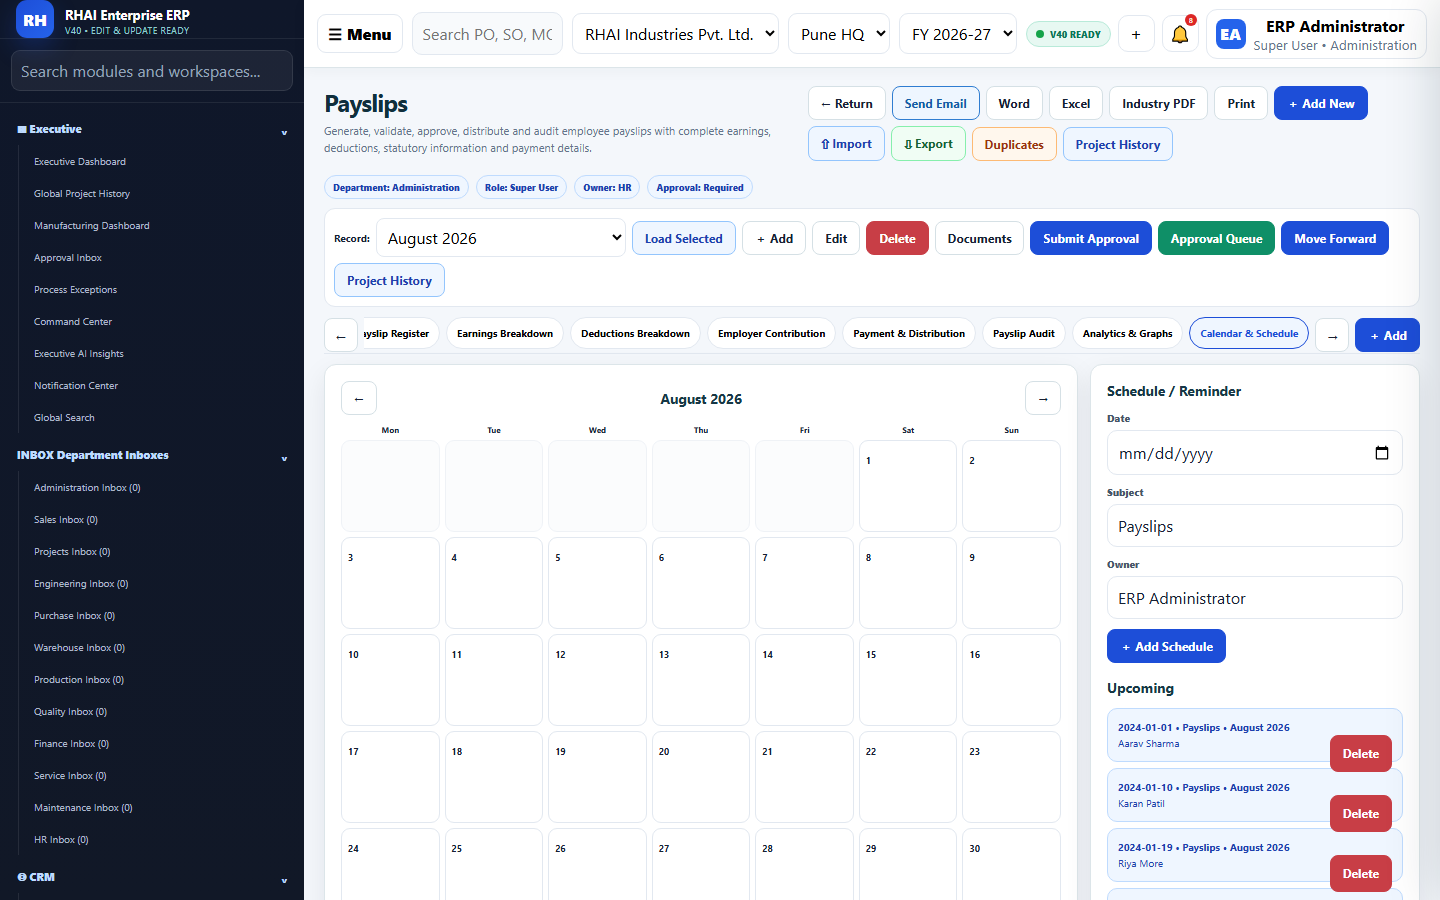 RH
RHAI Enterprise ERP
V40 • EDIT & UPDATE READY
Search modules and workspaces...
Executive
Executive Dashboard
Global Project History
Manufacturing Dashboard
Approval Inbox
Process Exceptions
Command Center
Executive AI Insights
Notification Center
Global Search
INBOX Department Inboxes
Administration Inbox (0)
Sales Inbox (0)
Projects Inbox (0)
Engineering Inbox (0)
Purchase Inbox (0)
Warehouse Inbox (0)
Production Inbox (0)
Quality Inbox (0)
Finance Inbox (0)
Service Inbox (0)
Maintenance Inbox (0)
HR Inbox (0)
CRM
☰ Menu
Search PO, SO, MO
RHAI Industries Pvt. Ltd.
Pune HQ
FY 2026-27
V40 READY
+
8
EA
ERP Administrator
Super User • Administration
Payslips
Generate, validate, approve, distribute and audit employee payslips with complete earnings,
deductions, statutory information and payment details.
← Return
Send Email
Word
Excel
Industry PDF
Print
+ Add New
⇧ Import
⇩ Export
Duplicates
Project History
Department: Administration
Role: Super User
Owner: HR
Approval: Required
Record:
August 2026
Load Selected
+ Add
Edit
Delete
Documents
Submit Approval
Approval Queue
Move Forward
Project History
←
ayslip Register
Earnings Breakdown
Deductions Breakdown
Employer Contribution
Payment & Distribution
Payslip Audit
Analytics & Graphs
Calendar & Schedule
→
+ Add
←
August 2026
→
Mon Tue Wed Thu Fri Sat Sun
1 2
3 4 5 6 7 8 9
10 11 12 13 14 15 16
17 18 19 20 21 22 23
24 25 26 27 28 29 30
Schedule / Reminder
Date
mm/dd/yyyy
Subject
Payslips
Owner
ERP Administrator
+ Add Schedule
Upcoming
2024-01-01 • Payslips • August 2026
Aarav Sharma
Delete
2024-01-10 • Payslips • August 2026
Karan Patil
Delete
2024-01-19 • Payslips • August 2026
Riya More
Delete